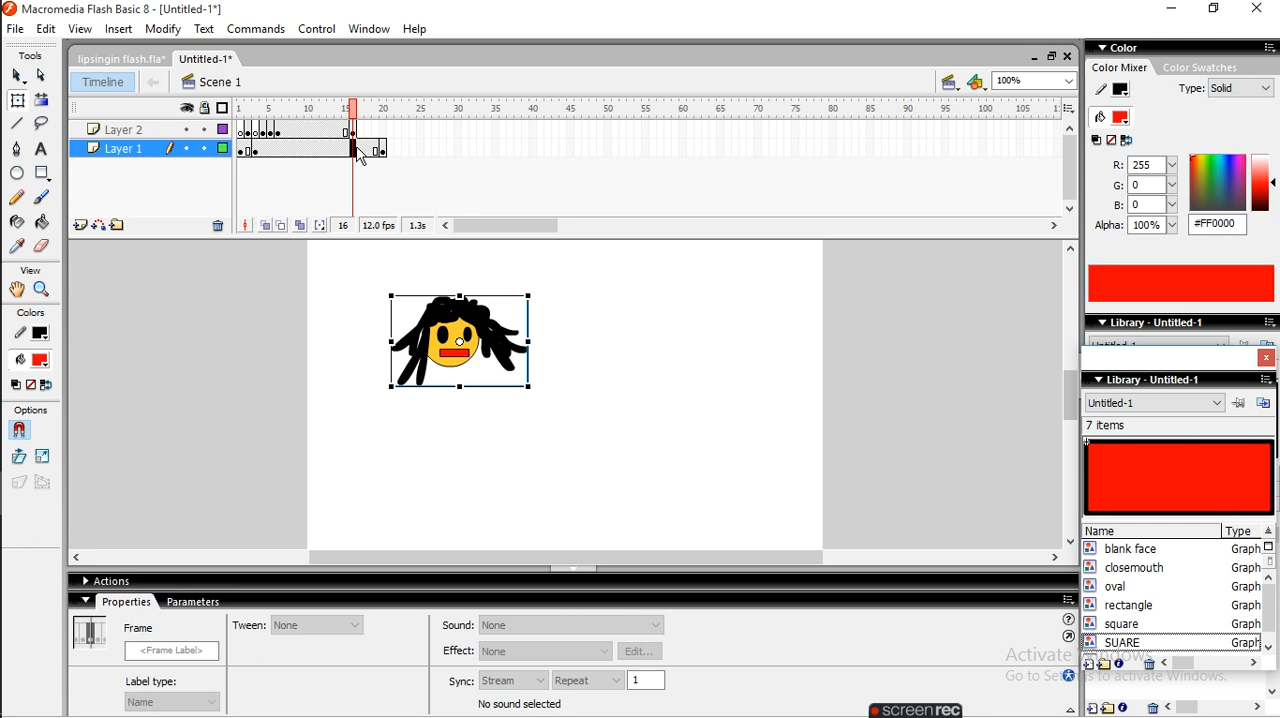 Macromedia Flash Basic 8 - [Untitled-1*]
File Edit View Insert Modify Text Commands Control Window Help
Tools
lipsingin flash.fla* Untitled-1*
Timeline Scene 1 100%
1 5 10 15 20 25 30 35 40 45 50 55 60 65 70 75 80 85 90 95 100 105
Layer 2
Layer 1
16 12.0 fps 1.3s
View
Colors
Options
Color
Color Mixer Color Swatches
Type: Solid
R: 255
G: 0
B: 0
Alpha: 100% #FF0000
Library - Untitled-1
Library - Untitled-1
Untitled-1
7 items
Name Type
blank face Graph
closemouth Graph
oval Graph
rectangle Graph
square Graph
SUARE Graph
Actions
Properties Parameters
Frame
<Frame Label>
Label type:
Name
Tween: None
Sound: None
Effect: None Edit...
Sync: Stream Repeat 1
No sound selected
Activate Windows
Go to Settings to activate Windows.
screenrec